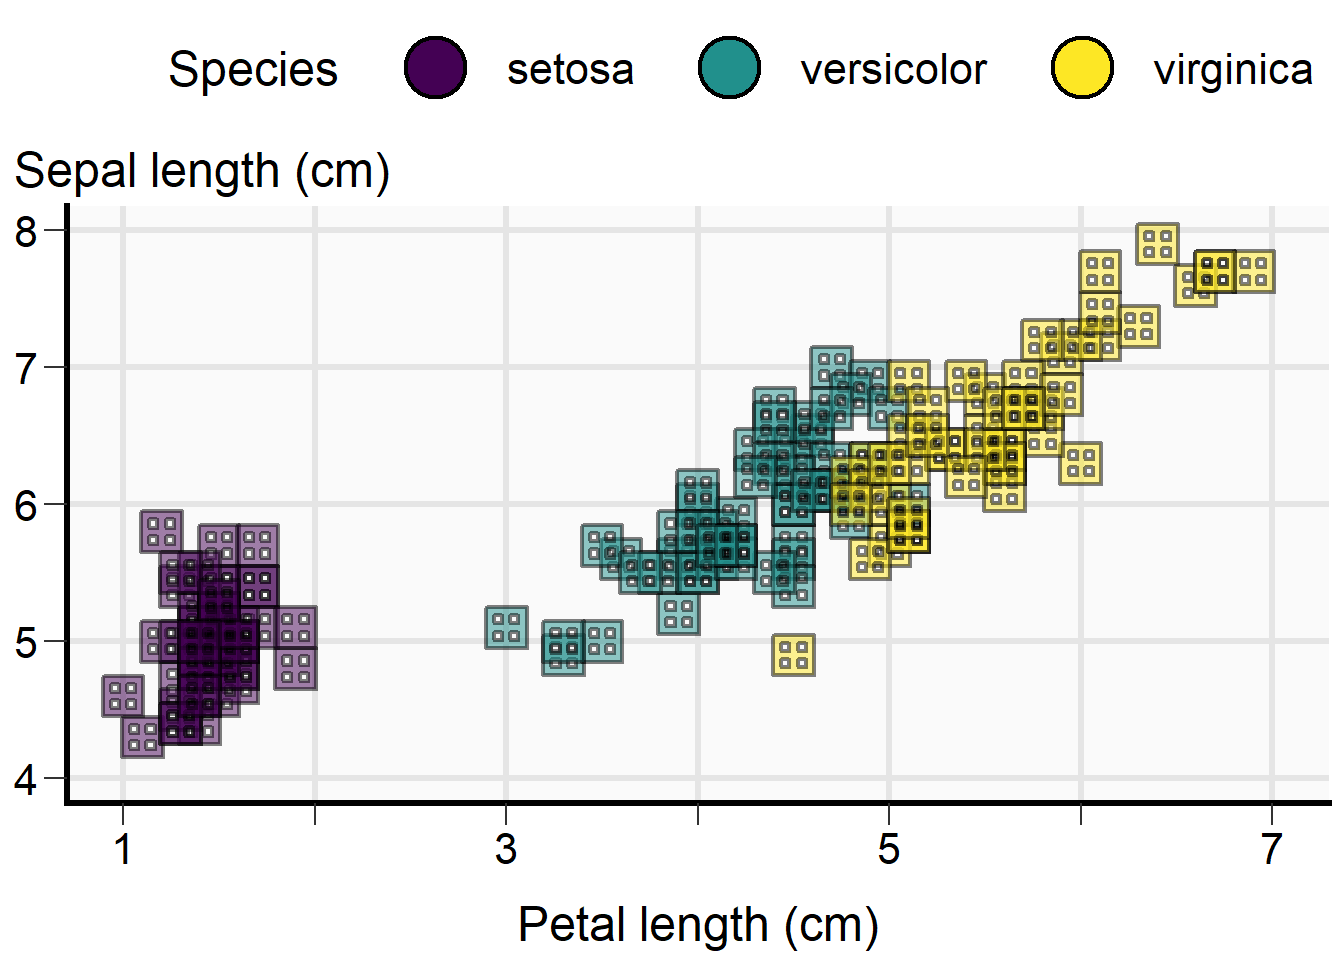 Species setosa versicolor virginica
Sepal length (cm)
8
7
6
5
4
1 3 5 7
Petal length (cm)